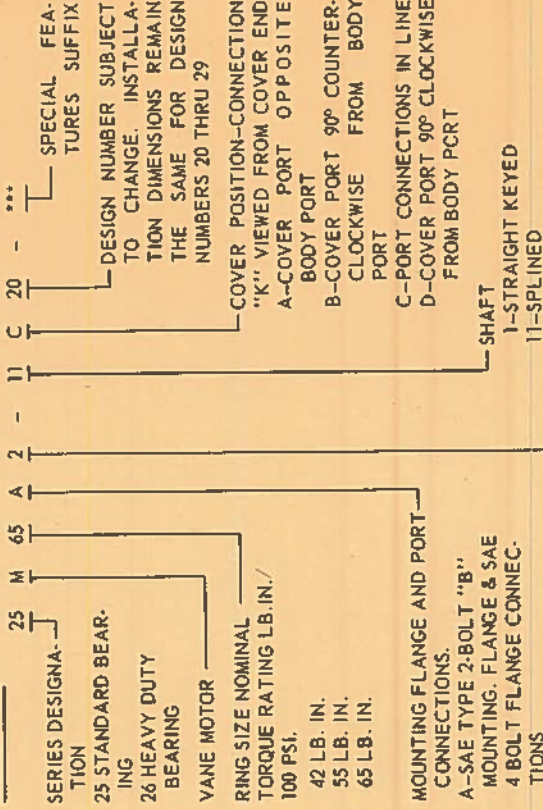 25 M 65 A 2 - 11 C 20 - ***
SERIES DESIGNA-
TION
25 STANDARD BEAR-
ING
26 HEAVY DUTY
BEARING
VANE MOTOR
RING SIZE NOMINAL
TORQUE RATING LB.IN./
100 PSI.
42 LB. IN.
55 LB. IN.
65 LB. IN.
MOUNTING FLANGE AND PORT
CONNECTIONS.
A-SAE TYPE 2-BOLT "B"
MOUNTING. FLANGE & SAE
4 BOLT FLANGE CONNEC-
TIONS
SPECIAL FEA-
TURES SUFFIX
DESIGN NUMBER SUBJECT
TO CHANGE. INSTALLA-
TION DIMENSIONS REMAIN
THE SAME FOR DESIGN
NUMBERS 20 THRU 29
COVER POSITION-CONNECTION
"K" VIEWED FROM COVER END
A-COVER PORT OPPOSITE
BODY PORT
B-COVER PORT 90° COUNTER-
CLOCKWISE FROM BODY
PORT
C-PORT CONNECTIONS IN LINE
D-COVER PORT 90° CLOCKWISE
FROM BODY PORT
SHAFT
1-STRAIGHT KEYED
11-SPLINED